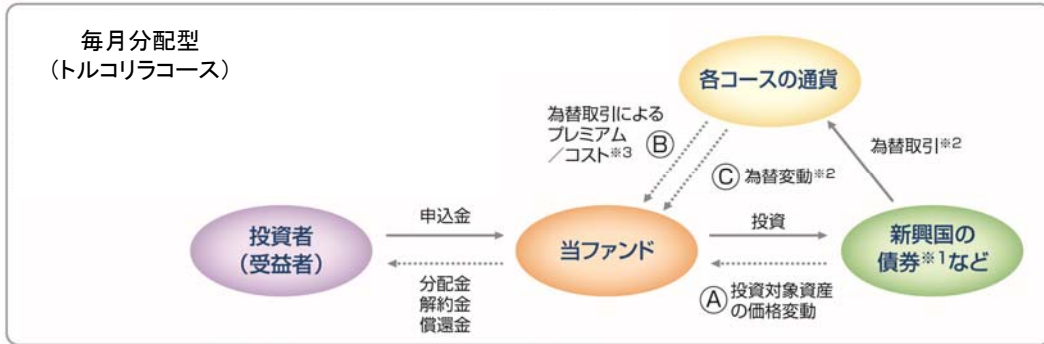 毎月分配型
(トルコリラコース)
各コースの通貨
為替取引による
プレミアム
/コスト※3
Ⓑ
Ⓒ 為替変動※2
為替取引※2
投資者
(受益者)
申込金
分配金
解約金
償還金
当ファンド
投資
Ⓐ 投資対象資産
の価格変動
新興国の
債券※1など